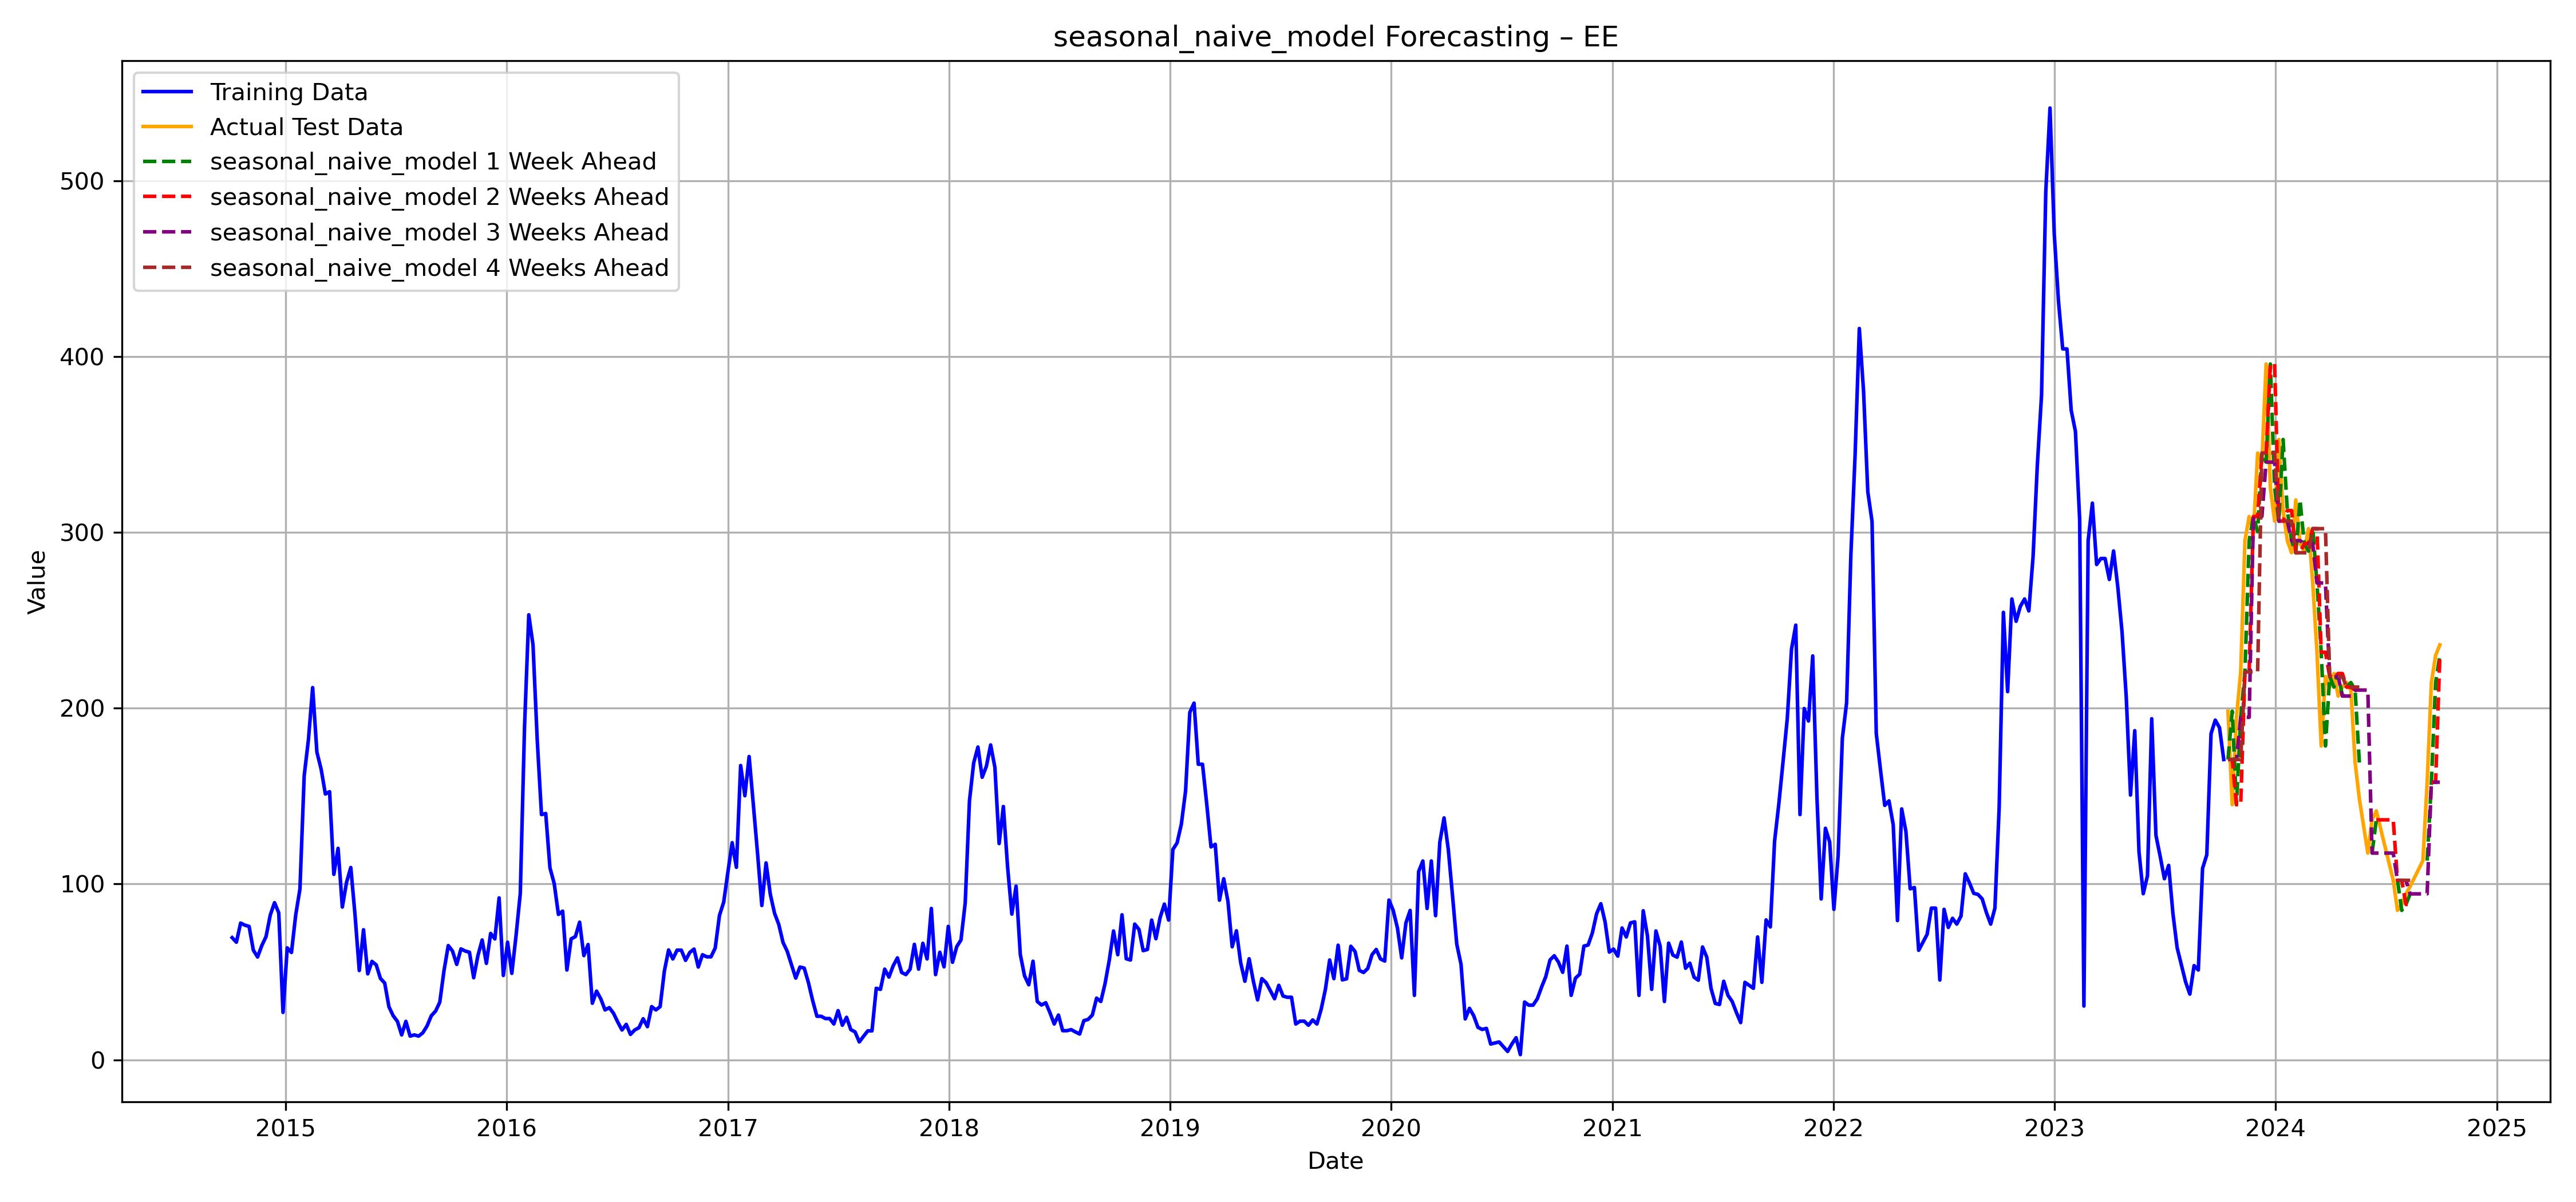 seasonal_naive_model Forecasting – EE
Training Data
Actual Test Data
seasonal_naive_model 1 Week Ahead
seasonal_naive_model 2 Weeks Ahead
seasonal_naive_model 3 Weeks Ahead
seasonal_naive_model 4 Weeks Ahead
Value
500
400
300
200
100
0
2015
2016
2017
2018
2019
2020
2021
2022
2023
2024
2025
Date